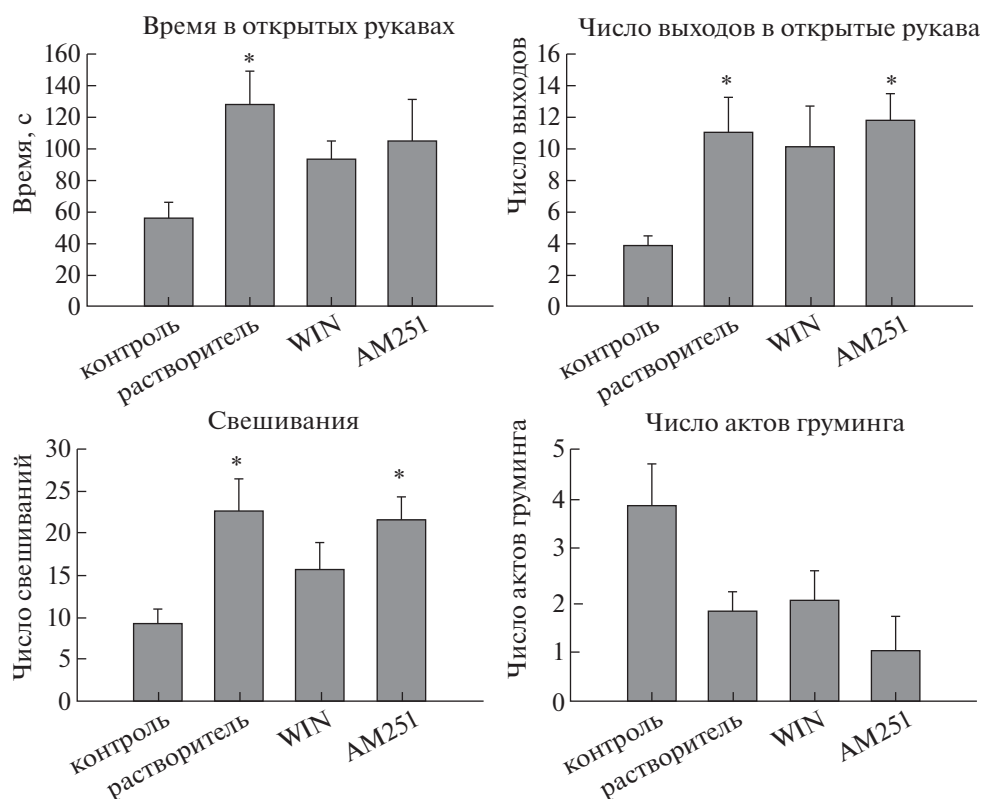 Время в открытых рукавах
Время, с
160
140
120
100
80
60
40
20
0
*
контроль
растворитель
WIN
AM251
Число выходов в открытые рукава
Число выходов
16
14
12
10
8
6
4
2
0
*
*
контроль
растворитель
WIN
AM251
Свешивания
Число свешиваний
30
25
20
15
10
5
0
*
*
контроль
растворитель
WIN
AM251
Число актов груминга
Число актов груминга
5
4
3
2
1
0
контроль
растворитель
WIN
AM251